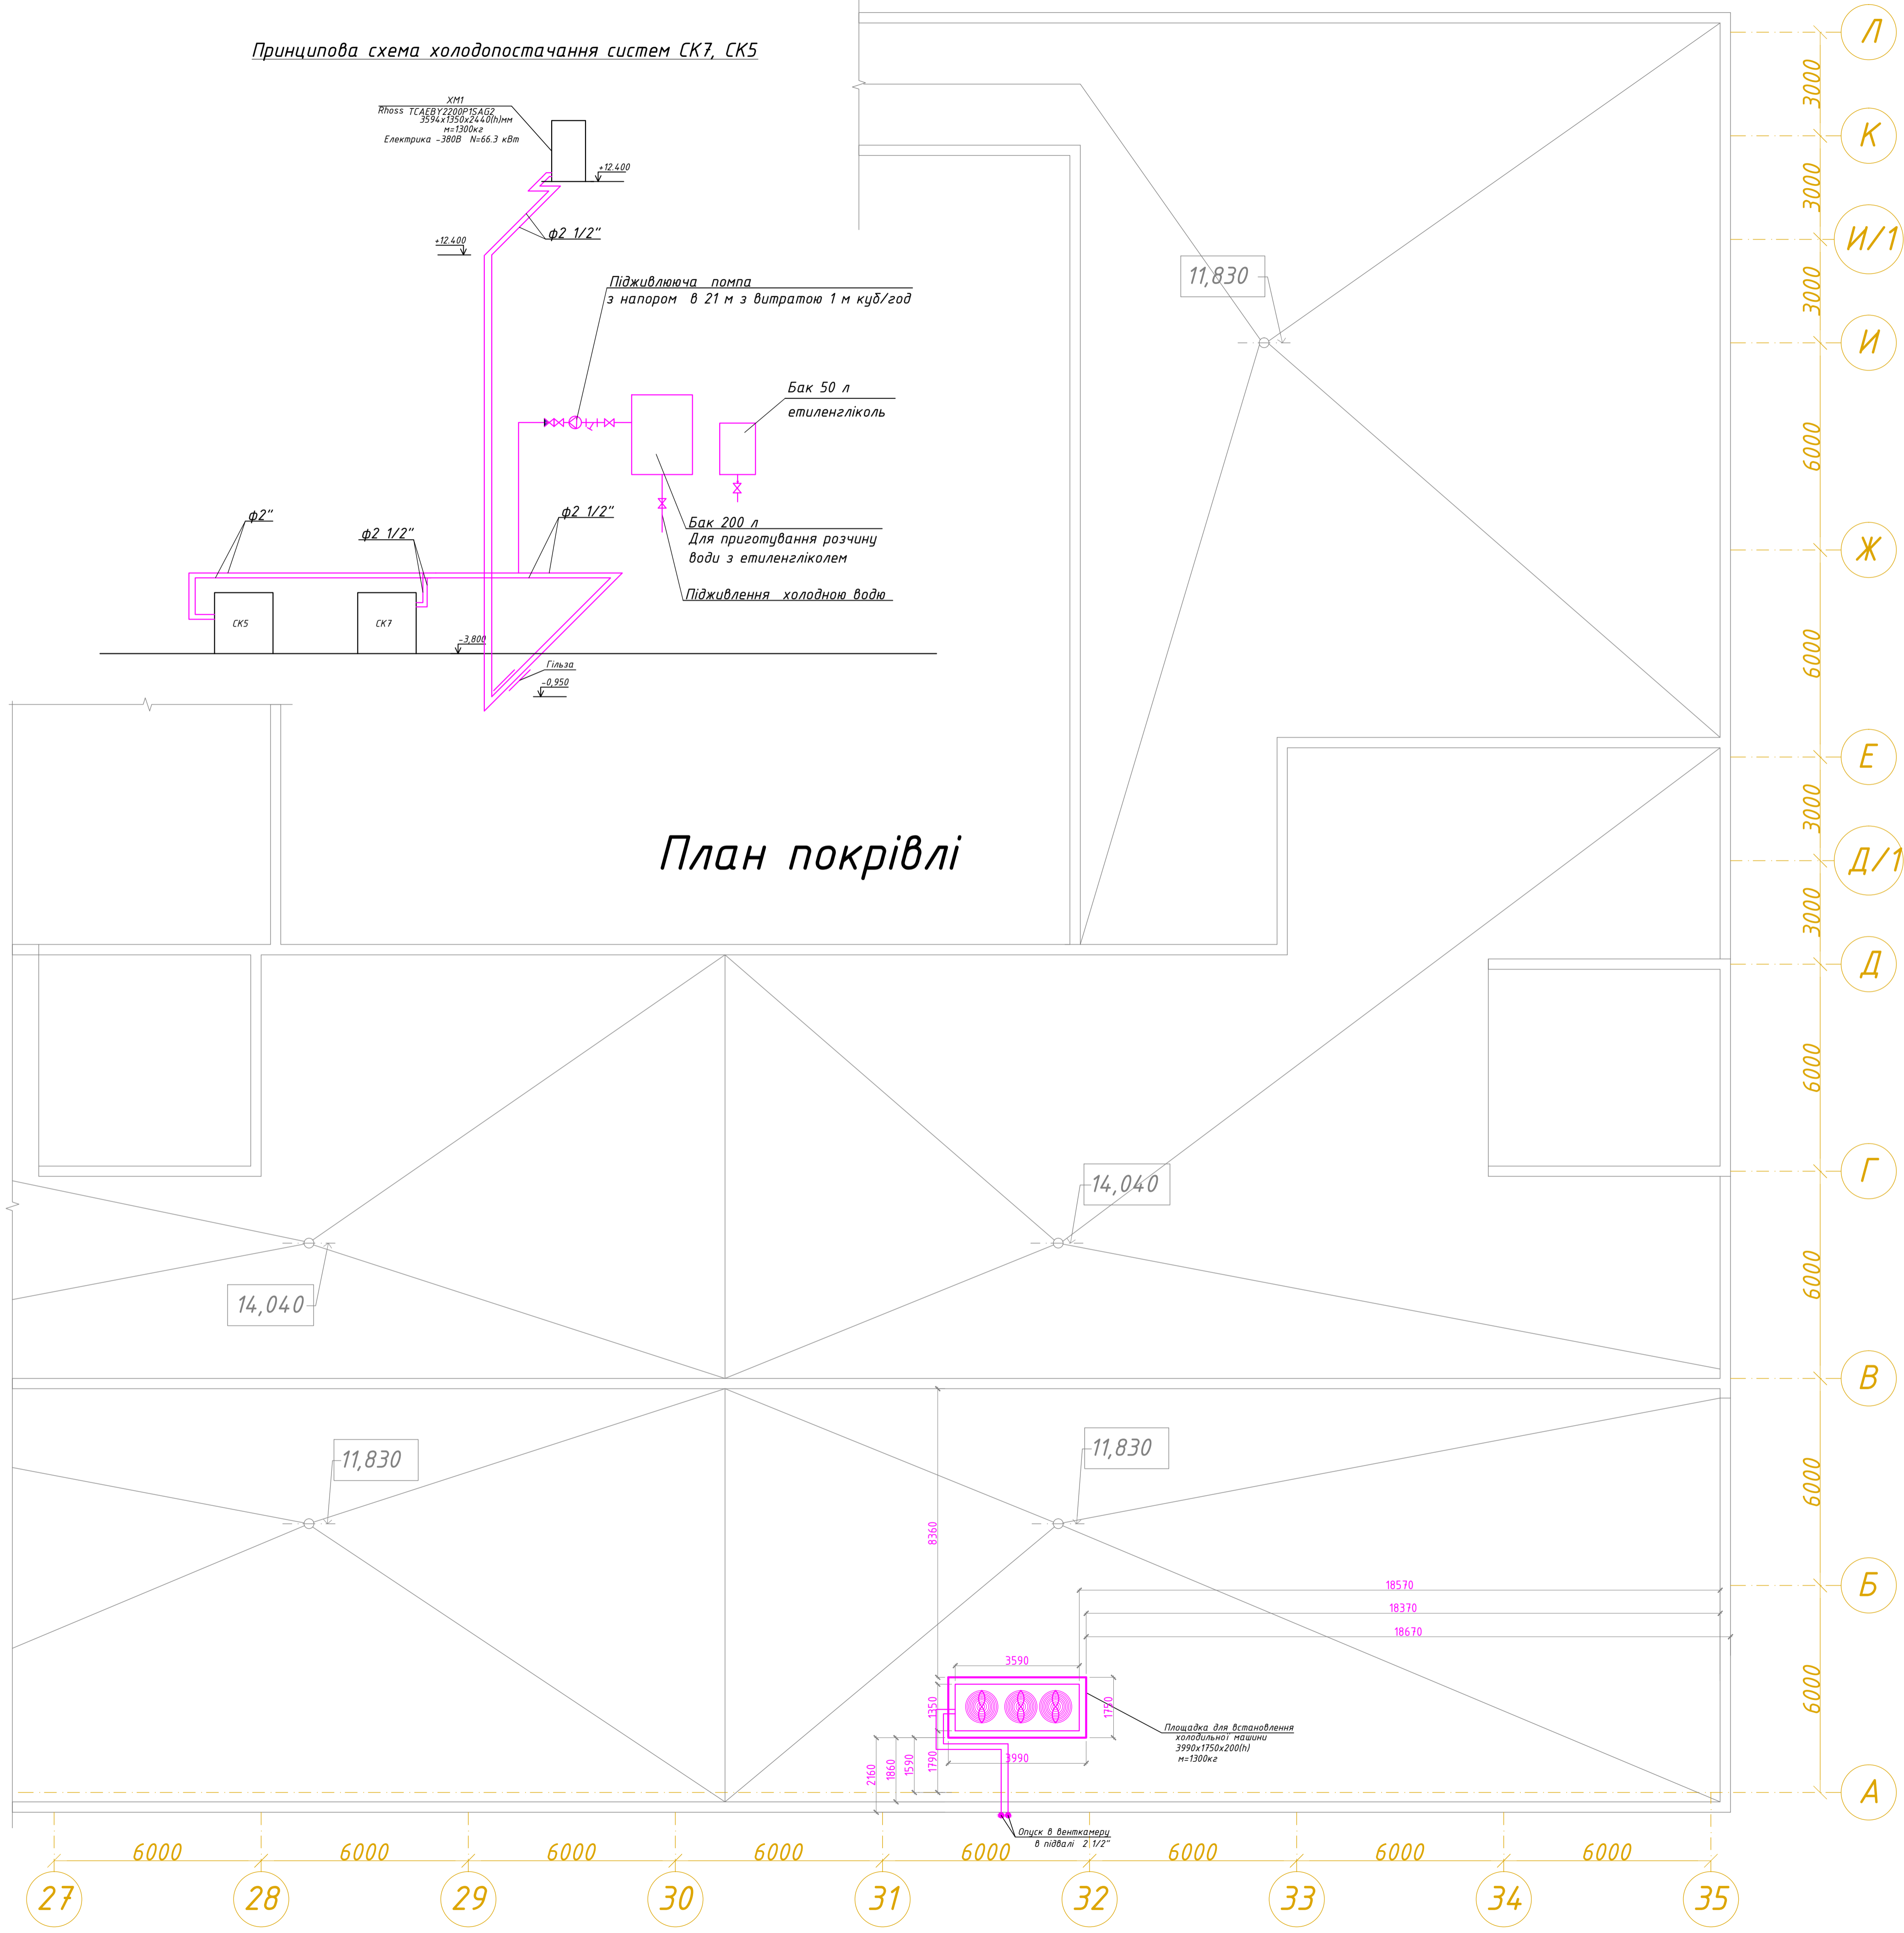 Принципова схема холодопостачання систем СК7, СК5
ХМ1
Rhoss TCAEBY2200P1SAG2
3594х1350х2440(h)мм
м=1300кг
Електрика -380В N=66.3 кВт
+12.400
ф2 1/2"
+12.400
Підживлююча помпа
з напором в 21 м з витратою 1 м куб/год
Бак 50 л
етиленгліколь
ф2"
ф2 1/2"
ф2 1/2"
Бак 200 л
Для приготування розчину
води з етиленгліколем
Підживлення холодною водю
СК5
СК7
-3,800
Гільза
-0,950
План покрівлі
11,830
14,040
14,040
11,830
11,830
8360
18570
18370
18670
3590
1350
1750
3990
2160
1860
1590
1790
Площадка для встановлення
холодильної машини
3990х1750х200(h)
м=1300кг
Опуск в венткамеру
в підвалі 2 1/2"
Л
3000
К
3000
И/1
3000
И
6000
Ж
6000
Е
3000
Д/1
3000
Д
6000
Г
6000
В
6000
Б
6000
А
6000 6000 6000 6000 6000 6000 6000 6000
27 28 29 30 31 32 33 34 35